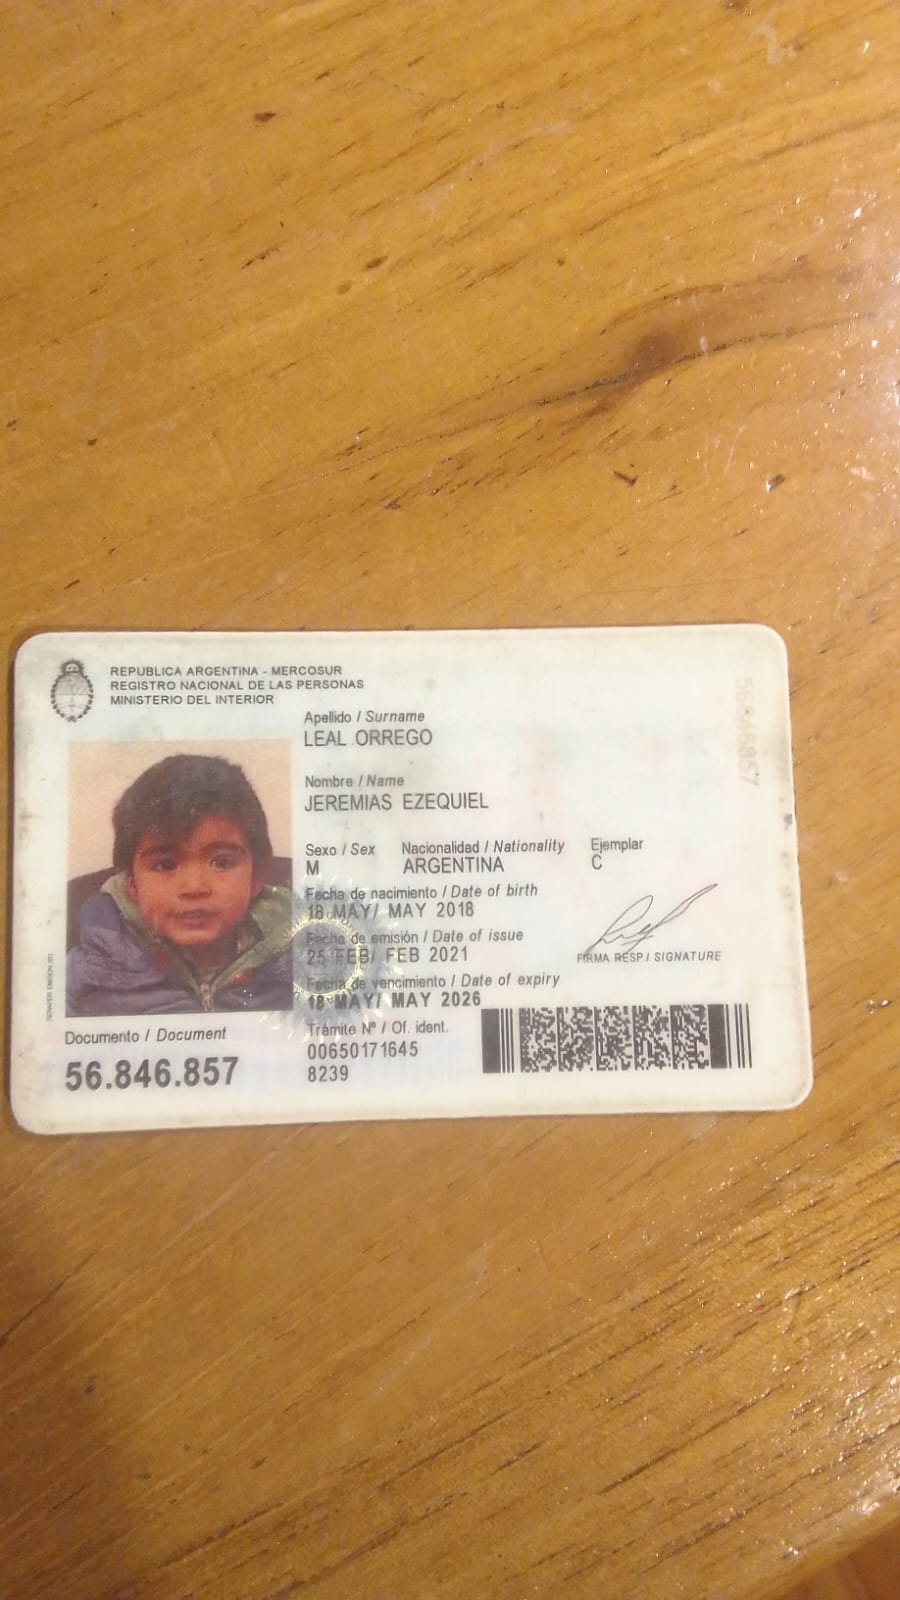 REPUBLICA ARGENTINA - MERCOSUR
REGISTRO NACIONAL DE LAS PERSONAS
MINISTERIO DEL INTERIOR
Apellido / Surname
LEAL ORREGO
Nombre / Name
JEREMIAS EZEQUIEL
Sexo / Sex Nacionalidad / Nationality Ejemplar
M ARGENTINA C
Fecha de nacimiento / Date of birth
18 MAY/ MAY 2018
Fecha de emisión / Date of issue
25 FEB/ FEB 2021
FIRMA RESP / SIGNATURE
Fecha de vencimiento / Date of expiry
18 MAY/ MAY 2026
Documento / Document
56.846.857
Trámite Nº / Of. ident.
00650171645
8239
56846857